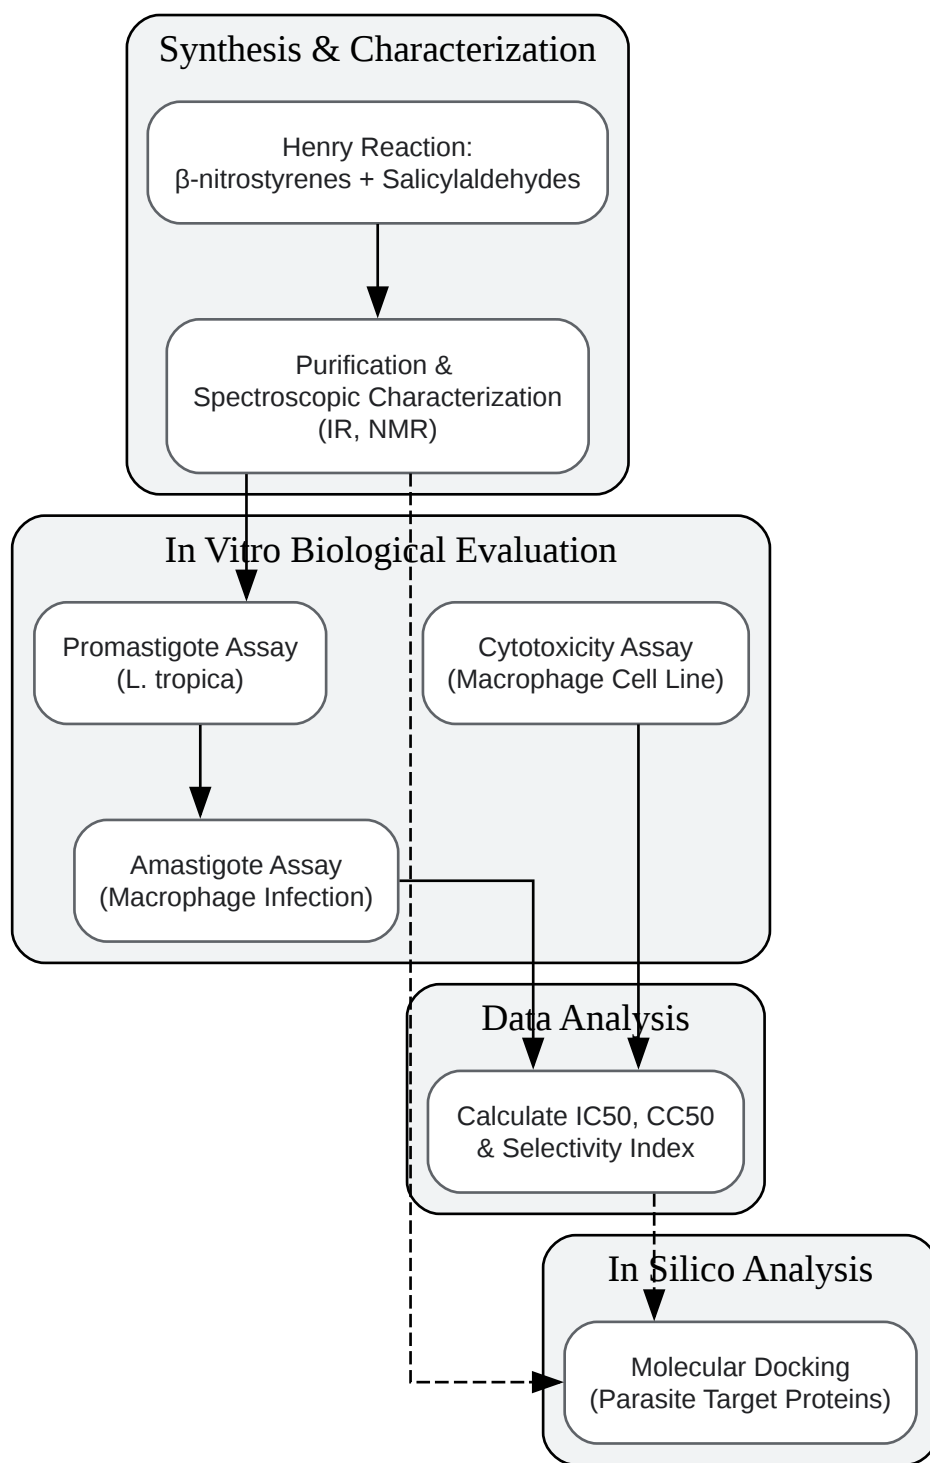 Synthesis & Characterization
Henry Reaction:
β-nitrostyrenes + Salicylaldehydes
Purification &
Spectroscopic Characterization
(IR, NMR)
In Vitro Biological Evaluation
Promastigote Assay
(L. tropica)
Cytotoxicity Assay
(Macrophage Cell Line)
Amastigote Assay
(Macrophage Infection)
Data Analysis
Calculate IC50, CC50
& Selectivity Index
In Silico Analysis
Molecular Docking
(Parasite Target Proteins)